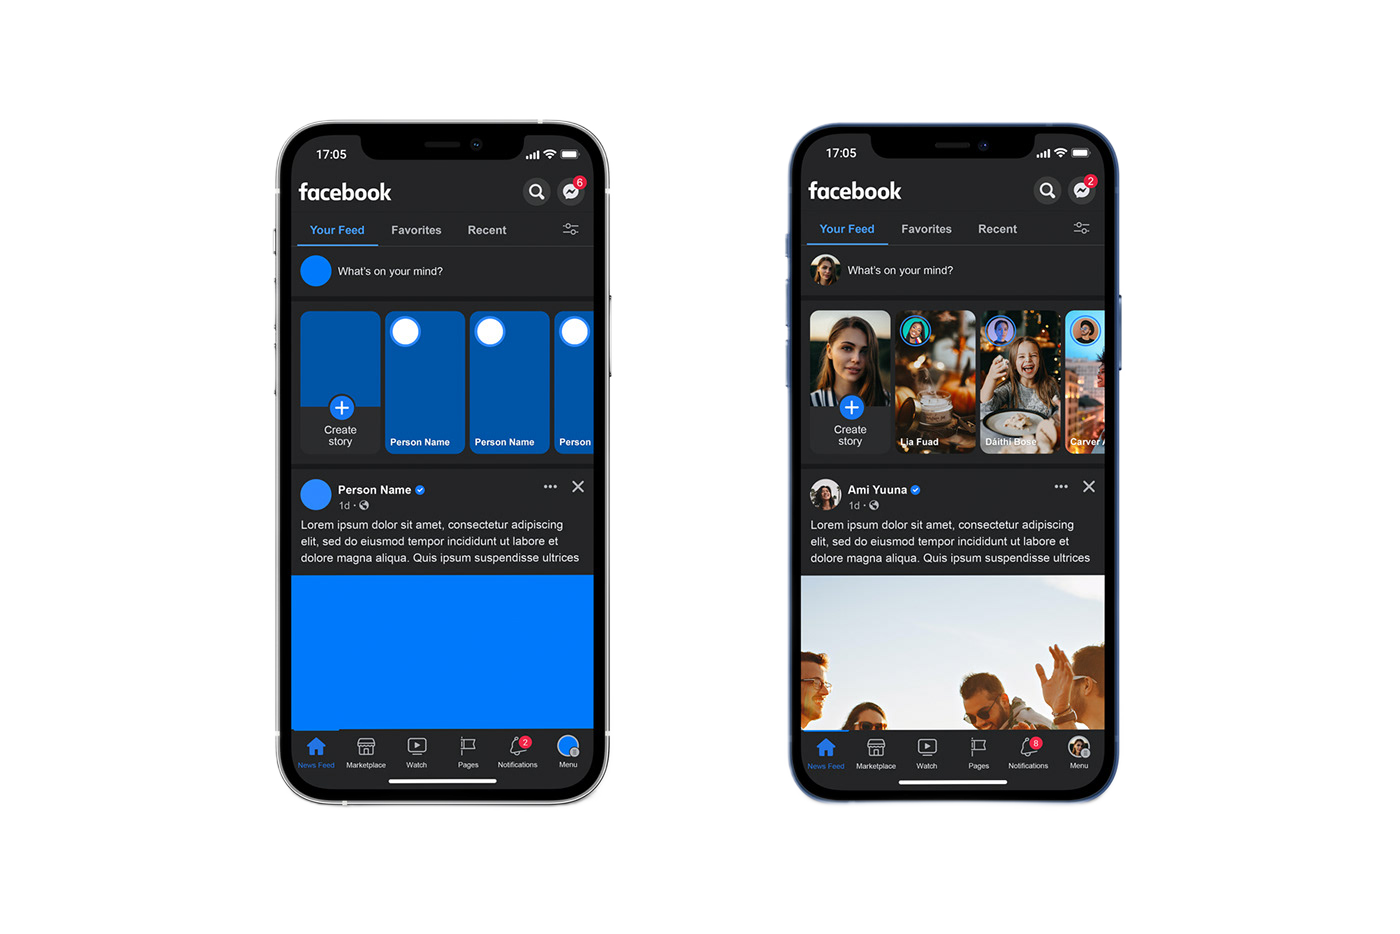 17:05
facebook
6
Your Feed Favorites Recent
What's on your mind?
Create
story
Person Name
Person Name
Person
Person Name
1d
Lorem ipsum dolor sit amet, consectetur adipiscing
elit, sed do eiusmod tempor incididunt ut labore et
dolore magna aliqua. Quis ipsum suspendisse ultrices
2
News Feed Marketplace Watch Pages Notifications Menu
17:05
facebook
2
Your Feed Favorites Recent
What's on your mind?
Create
story
Lia Fuad
Dáithí Bose
Carver
Ami Yuuna
1d
Lorem ipsum dolor sit amet, consectetur adipiscing
elit, sed do eiusmod tempor incididunt ut labore et
dolore magna aliqua. Quis ipsum suspendisse ultrices
8
News Feed Marketplace Watch Pages Notifications Menu